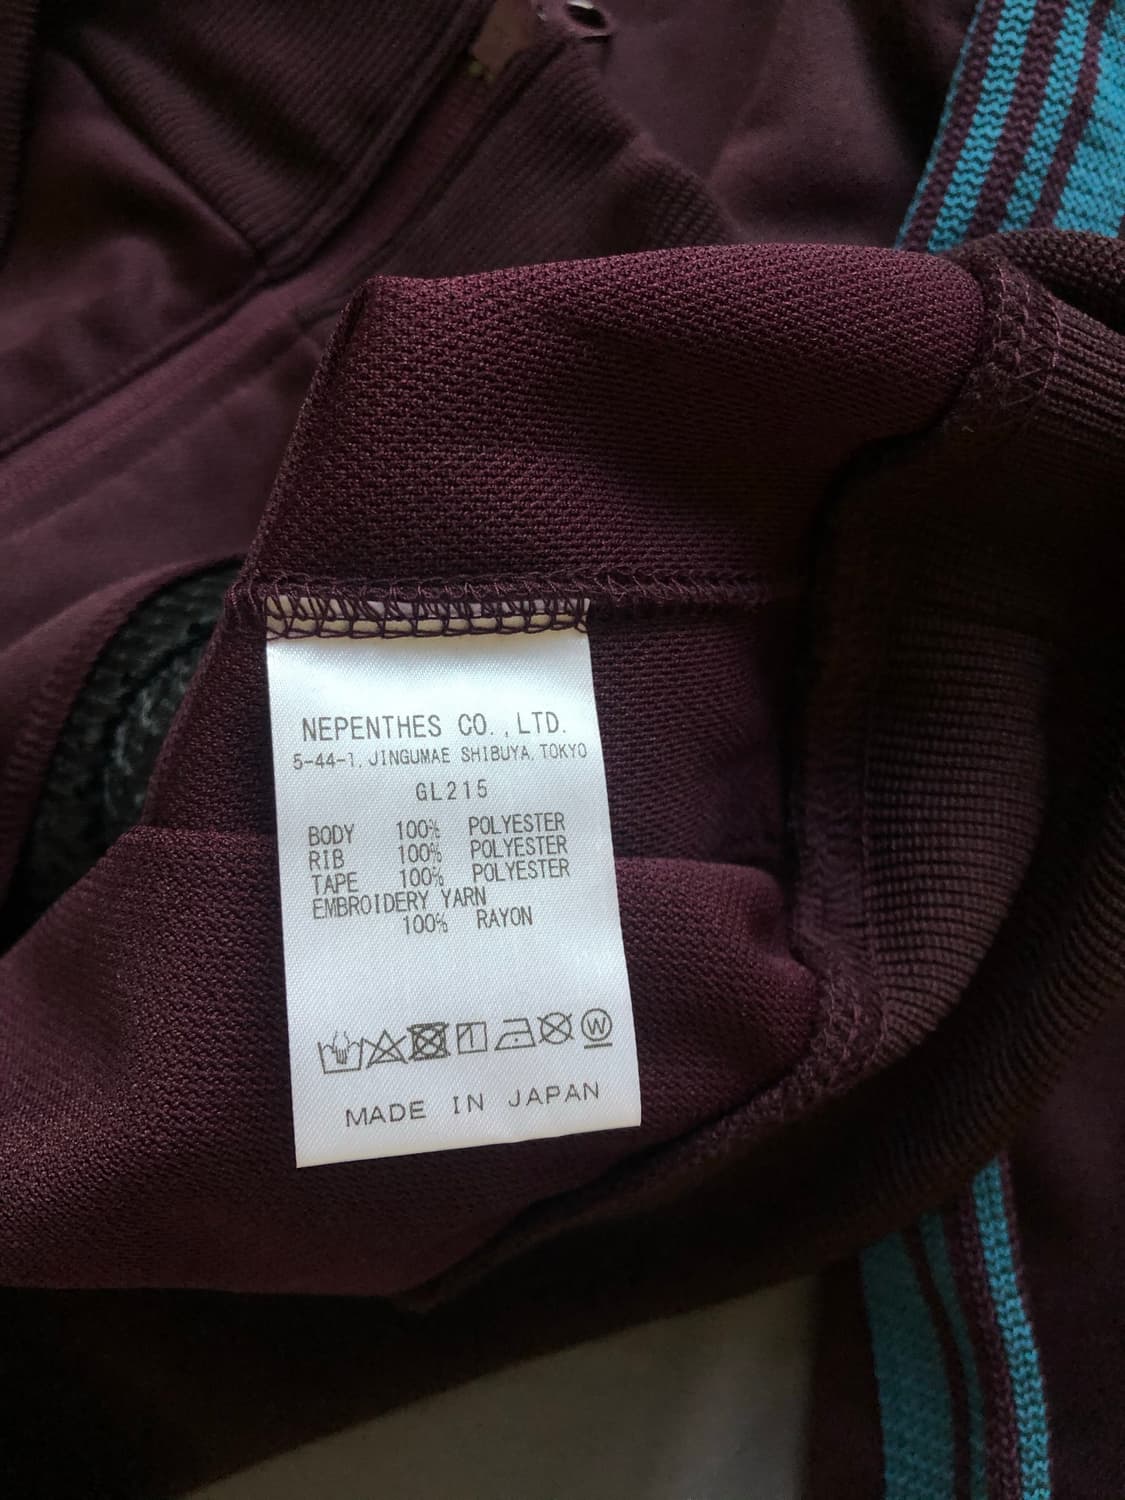 NEPENTHES CO., LTD.
5-44-1, JINGUMAE SHIBUYA, TOKYO
GL215
BODY 100% POLYESTER
RIB 100% POLYESTER
TAPE 100% POLYESTER
EMBROIDERY YARN
100% RAYON
W
MADE IN JAPAN